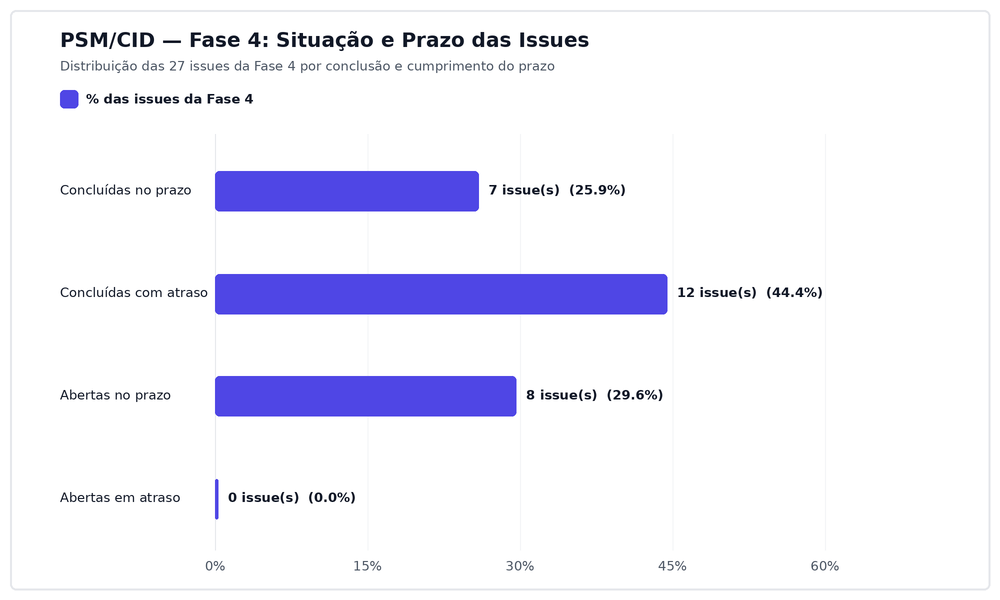 PSM/CID — Fase 4: Situação e Prazo das Issues
Distribuição das 27 issues da Fase 4 por conclusão e cumprimento do prazo
% das issues da Fase 4
Concluídas no prazo 7 issue(s) (25.9%)
Concluídas com atraso 12 issue(s) (44.4%)
Abertas no prazo 8 issue(s) (29.6%)
Abertas em atraso 0 issue(s) (0.0%)
0% 15% 30% 45% 60%